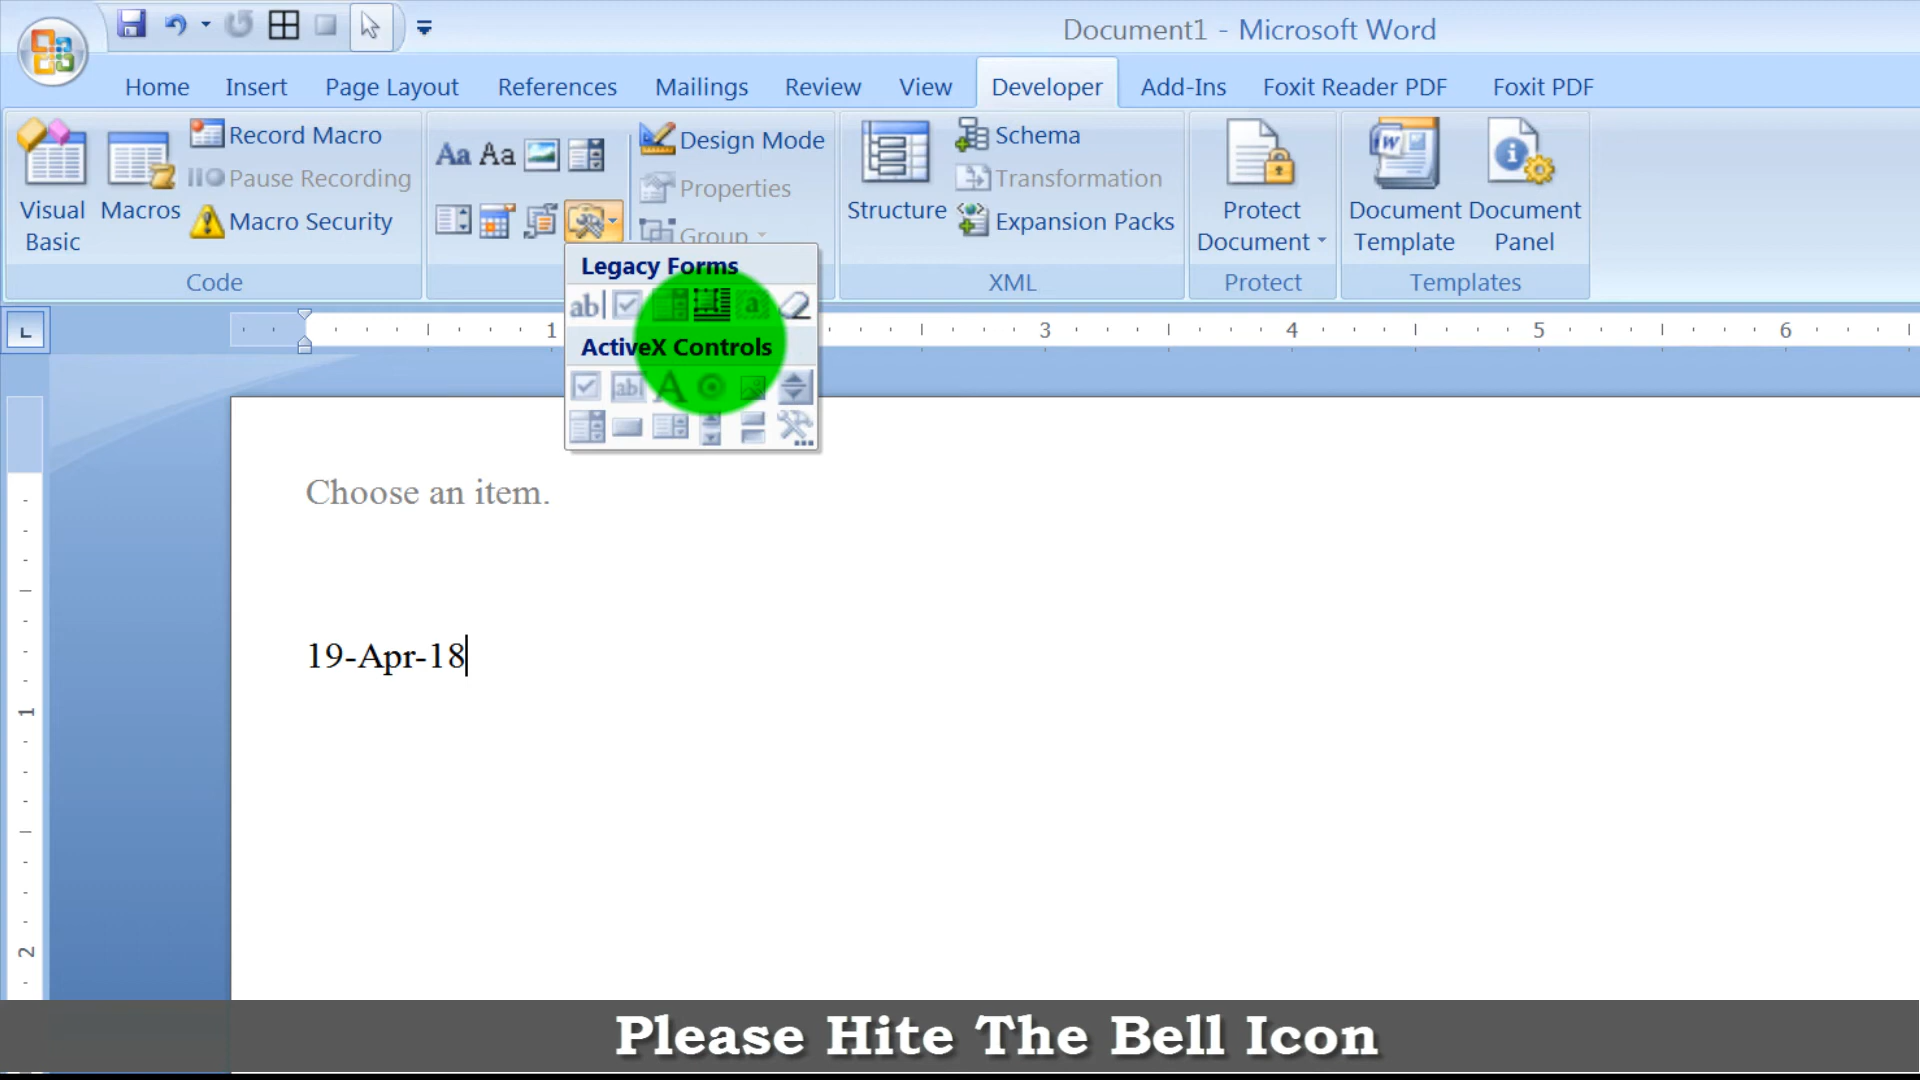 Document1 - Microsoft Word
Home Insert Page Layout References Mailings Review View Developer Add-Ins Foxit Reader PDF Foxit PDF
Visual Basic
Macros
Record Macro
Pause Recording
Macro Security
Code
Aa Aa
Design Mode
Properties
Group
Structure
Schema
Transformation
Expansion Packs
XML
Protect Document
Protect
Document Template
Document Panel
Templates
Legacy Forms
ab| a
ActiveX Controls
ab| A
L
1 3 4 5 6
Choose an item.
19-Apr-18
1
2
Please Hite The Bell Icon